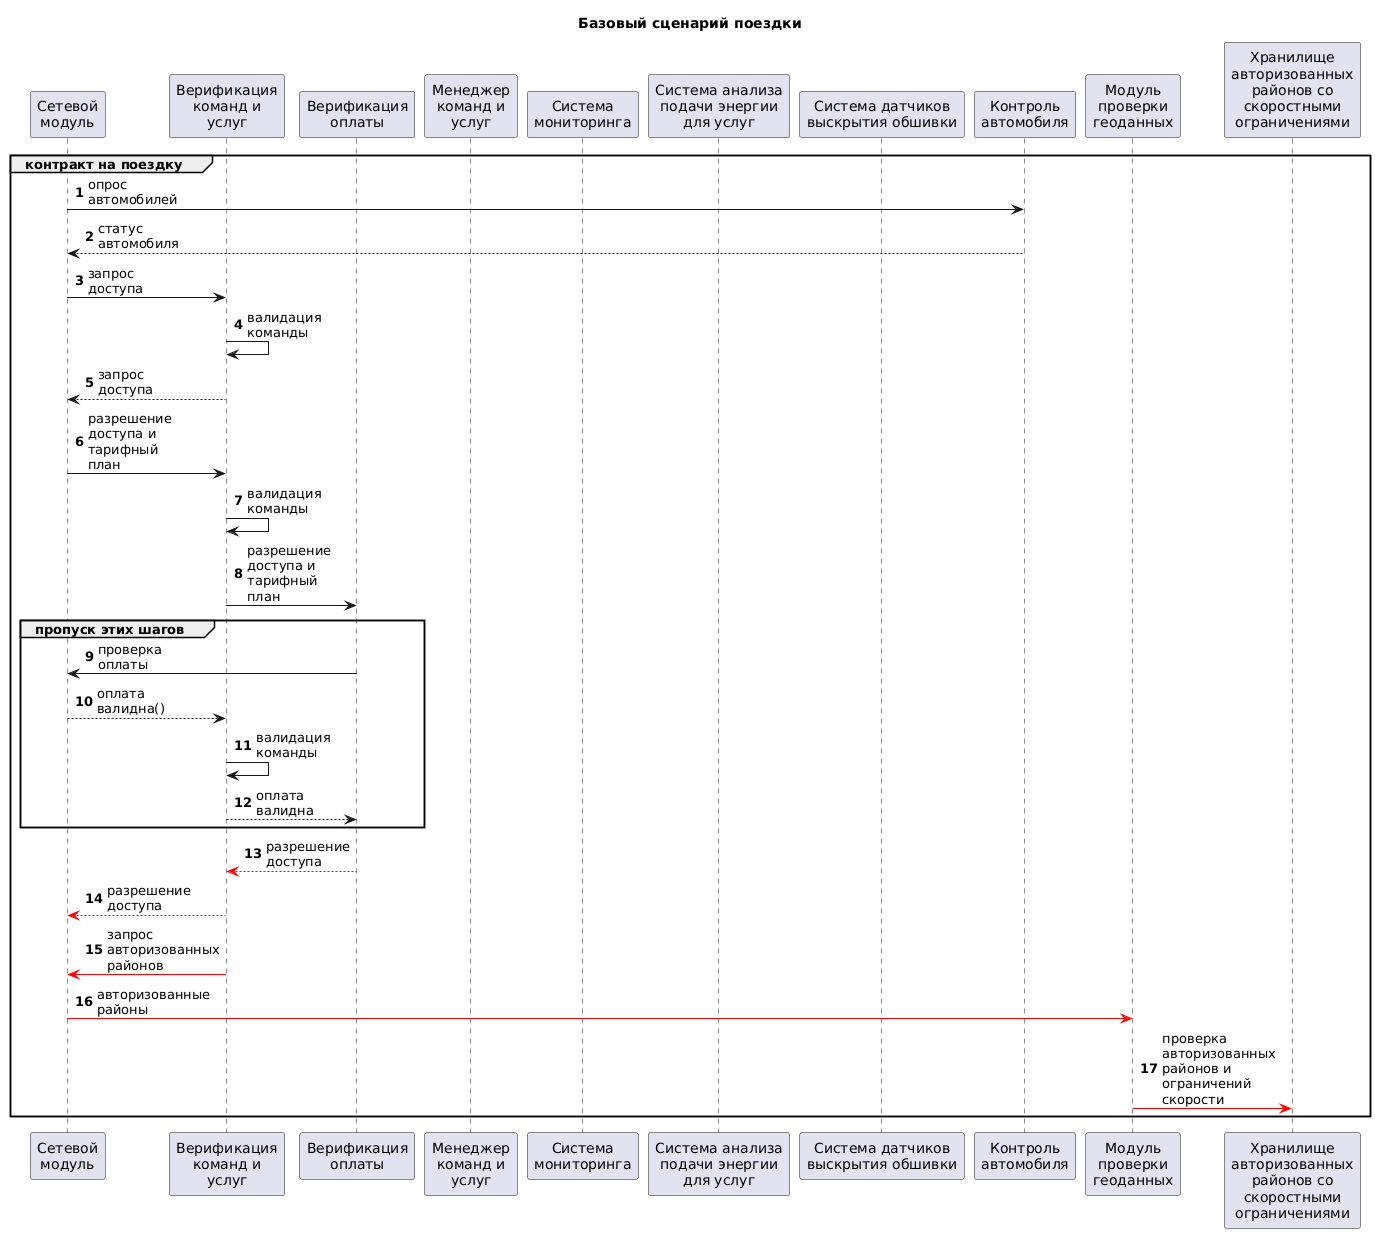 Базовый сценарий поездки
Сетевой
модуль
Верификация
команд и
услуг
Верификация
оплаты
Менеджер
команд и
услуг
Система
мониторинга
Система анализа
подачи энергии
для услуг
Система датчиков
выскрытия обшивки
Контроль
автомобиля
Модуль
проверки
геоданных
Хранилище
авторизованных
районов со
скоростными
ограничениями
контракт на поездку
1 опрос
автомобилей
2 статус
автомобиля
3 запрос
доступа
4 валидация
команды
5 запрос
доступа
6 разрешение
доступа и
тарифный
план
7 валидация
команды
8 разрешение
доступа и
тарифный
план
пропуск этих шагов
9 проверка
оплаты
10 оплата
валидна()
11 валидация
команды
12 оплата
валидна
13 разрешение
доступа
14 разрешение
доступа
15 запрос
авторизованных
районов
16 авторизованные
районы
17 проверка
авторизованных
районов и
ограничений
скорости
Сетевой
модуль
Верификация
команд и
услуг
Верификация
оплаты
Менеджер
команд и
услуг
Система
мониторинга
Система анализа
подачи энергии
для услуг
Система датчиков
выскрытия обшивки
Контроль
автомобиля
Модуль
проверки
геоданных
Хранилище
авторизованных
районов со
скоростными
ограничениями